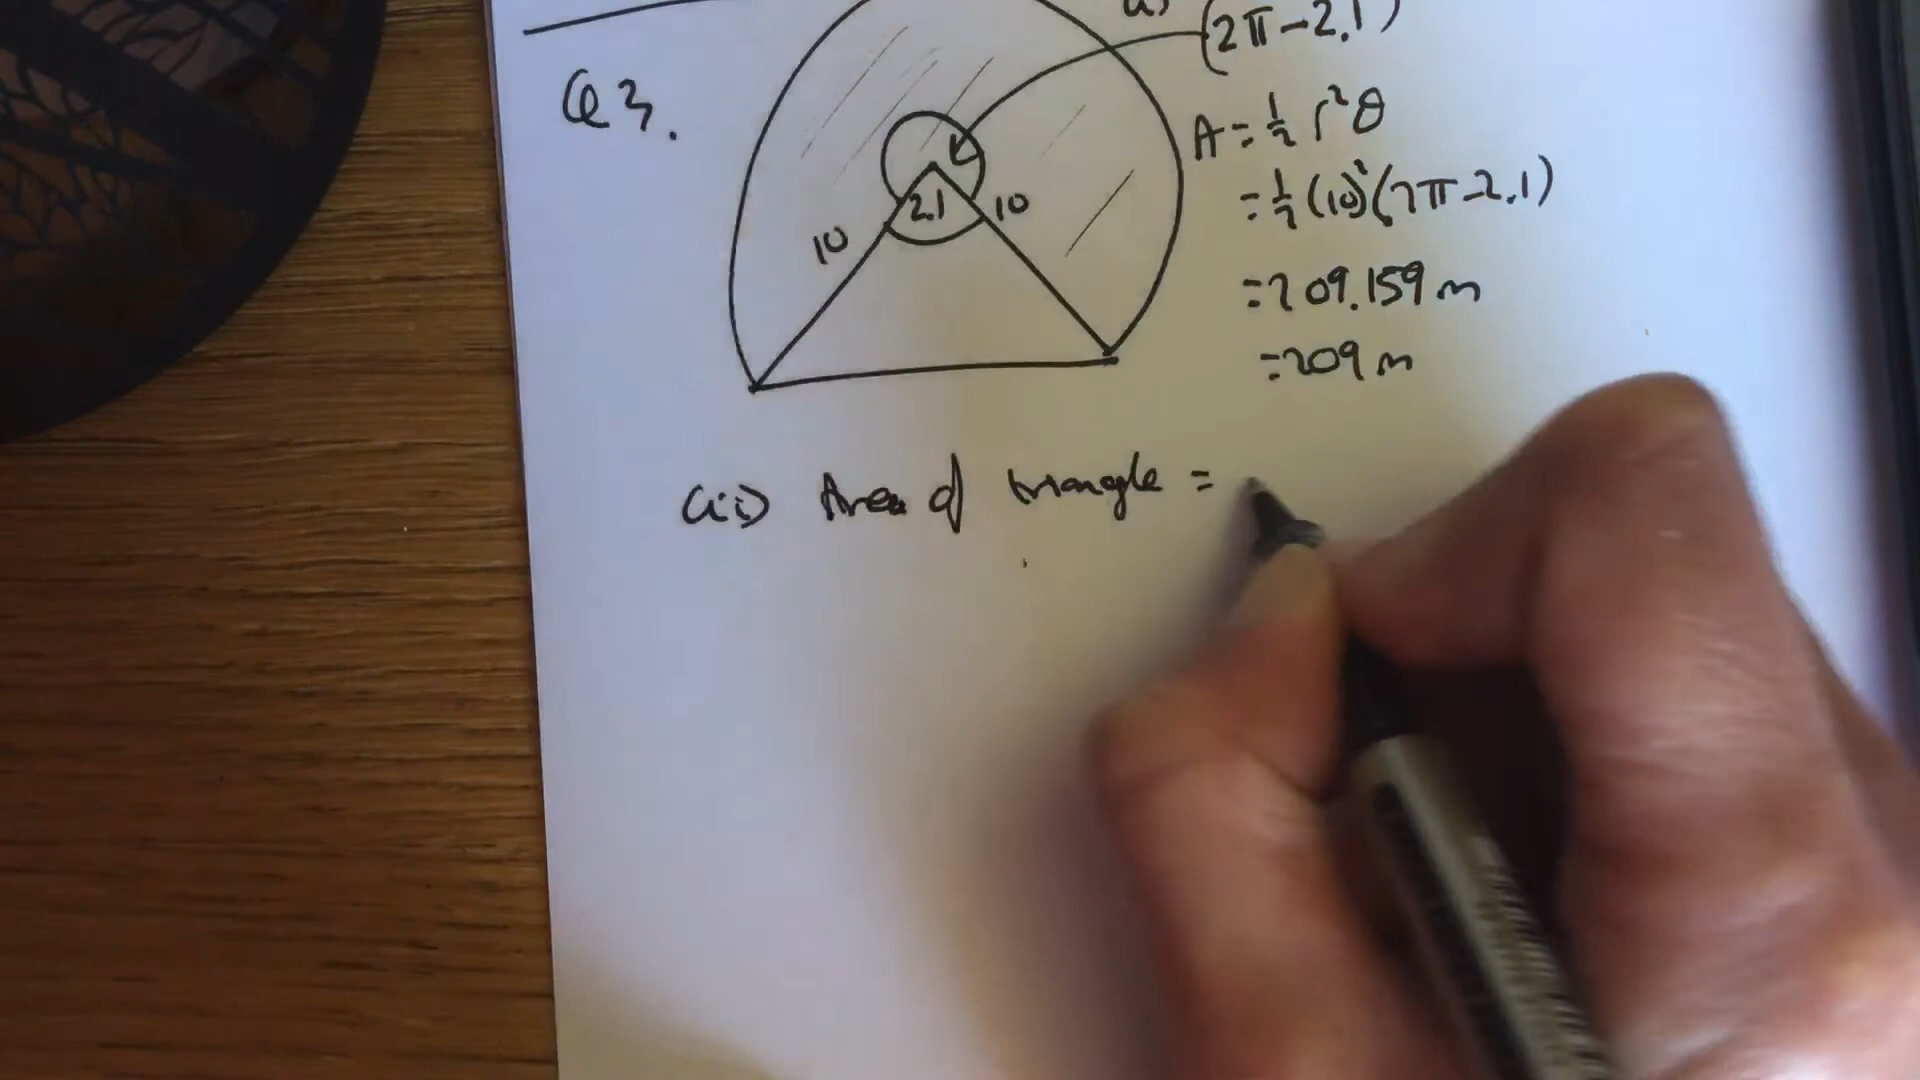 (2π-2.1)
Q3.
A = ½ r²θ
2.1
10
10
= ½ (10)²(2π-2.1)
= 209.159 m
= 209 m
(ii) Area of triangle =